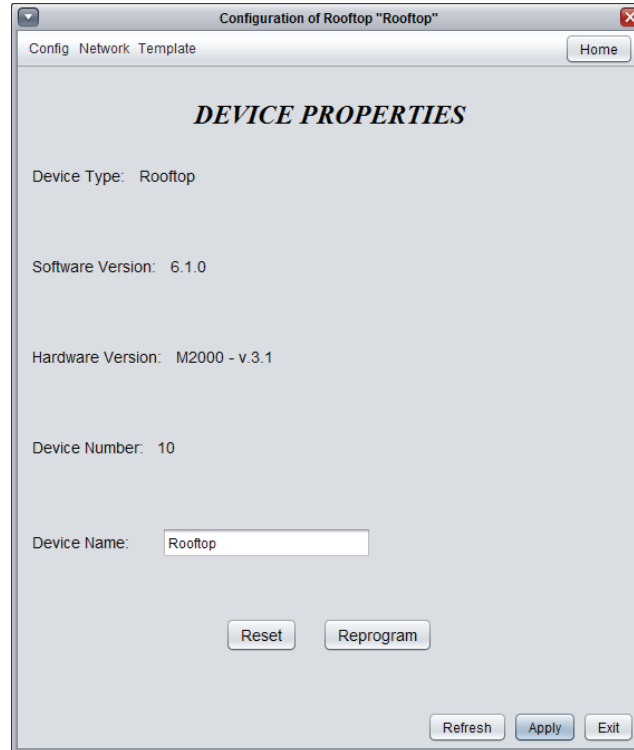 Configuration of Rooftop "Rooftop"
Config Network Template Home
DEVICE PROPERTIES
Device Type: Rooftop
Software Version: 6.1.0
Hardware Version: M2000 - v.3.1
Device Number: 10
Device Name: Rooftop
Reset Reprogram
Refresh Apply Exit